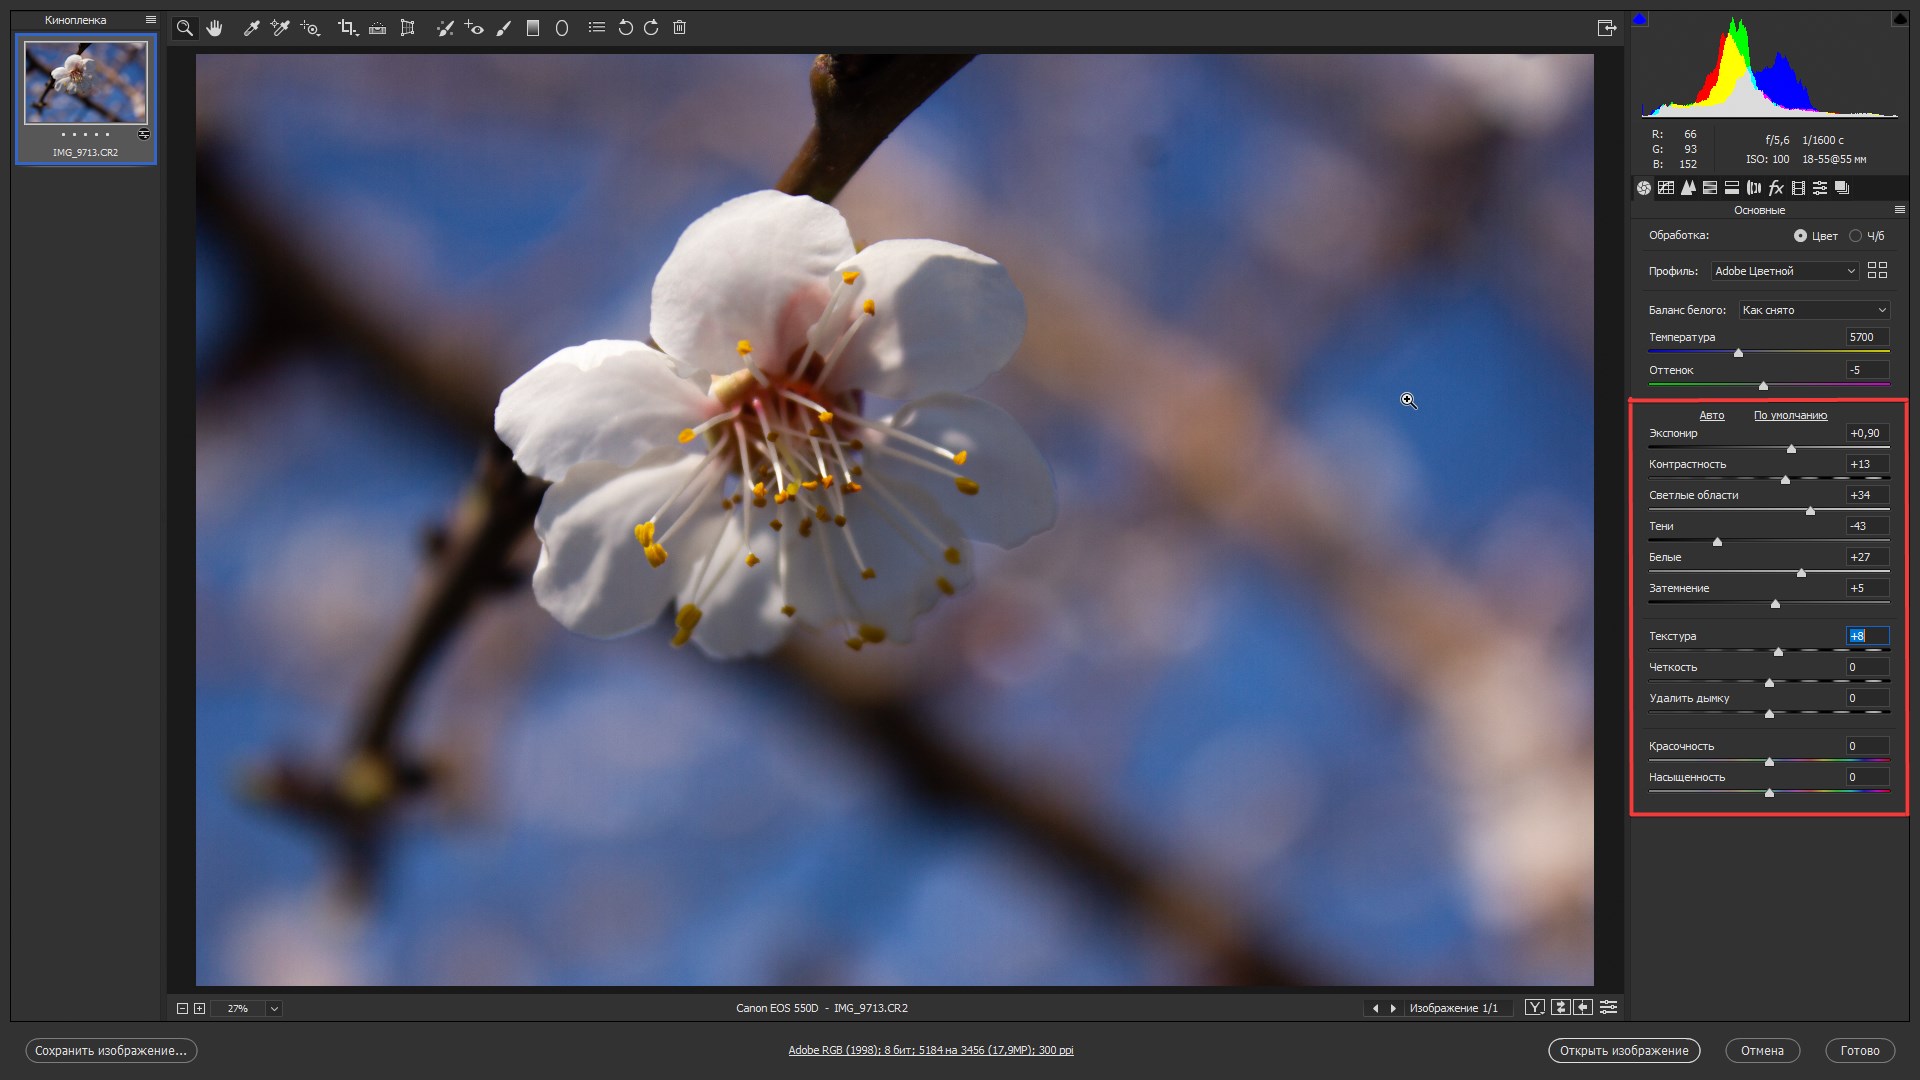 Кинопленка
IMG_9713.CR2
R: 66
G: 93
B: 152
f/5,6 1/1600 с
ISO: 100 18-55@55 мм
fx
Основные
Обработка: Цвет Ч/б
Профиль: Adobe Цветной
Баланс белого: Как снято
Температура 5700
Оттенок -5
Авто По умолчанию
Экспонир +0,90
Контрастность +13
Светлые области +34
Тени -43
Белые +27
Затемнение +5
Текстура +8
Четкость 0
Удалить дымку 0
Красочность 0
Насыщенность 0
27%
Canon EOS 550D - IMG_9713.CR2
Изображение 1/1
Y
Сохранить изображение...
Adobe RGB (1998); 8 бит; 5184 на 3456 (17,9MP); 300 ppi
Открыть изображение
Отмена
Готово